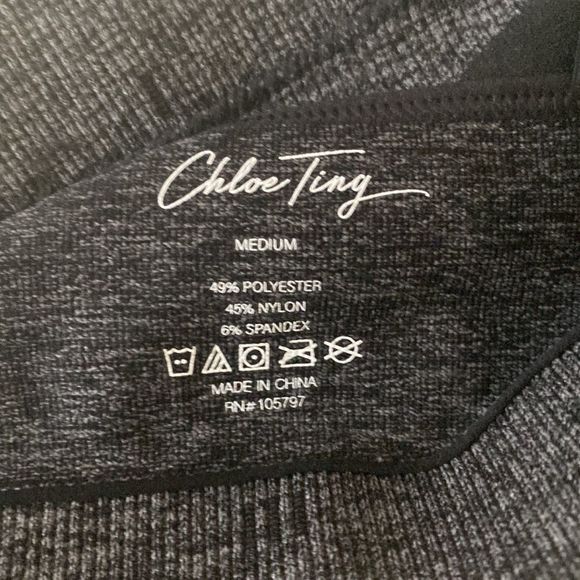 Chloe Ting
MEDIUM
49% POLYESTER
45% NYLON
6% SPANDEX
MADE IN CHINA
RN#105797